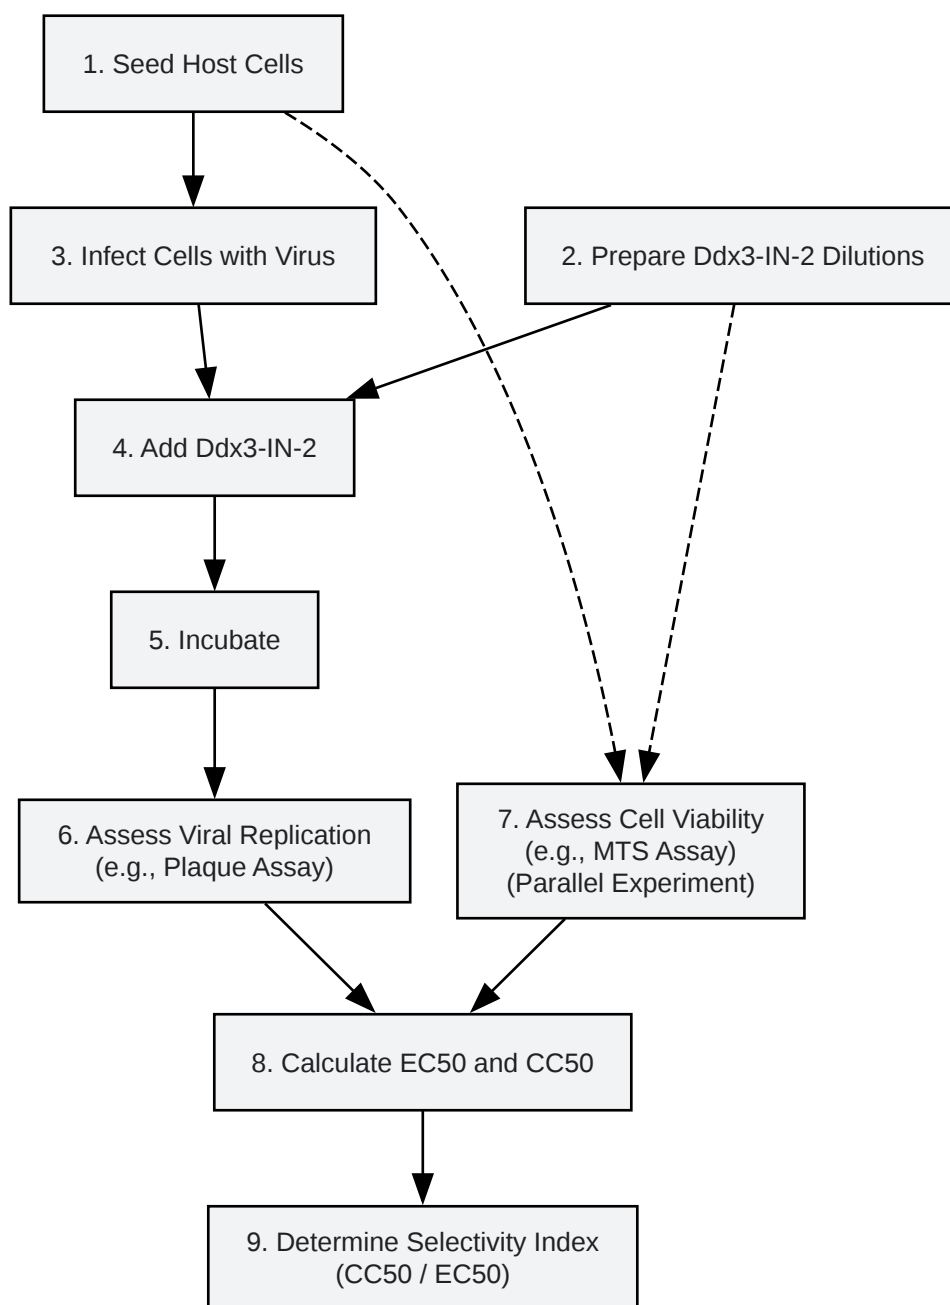 1. Seed Host Cells
3. Infect Cells with Virus
2. Prepare Ddx3-IN-2 Dilutions
4. Add Ddx3-IN-2
5. Incubate
6. Assess Viral Replication
(e.g., Plaque Assay)
7. Assess Cell Viability
(e.g., MTS Assay)
(Parallel Experiment)
8. Calculate EC50 and CC50
9. Determine Selectivity Index
(CC50 / EC50)